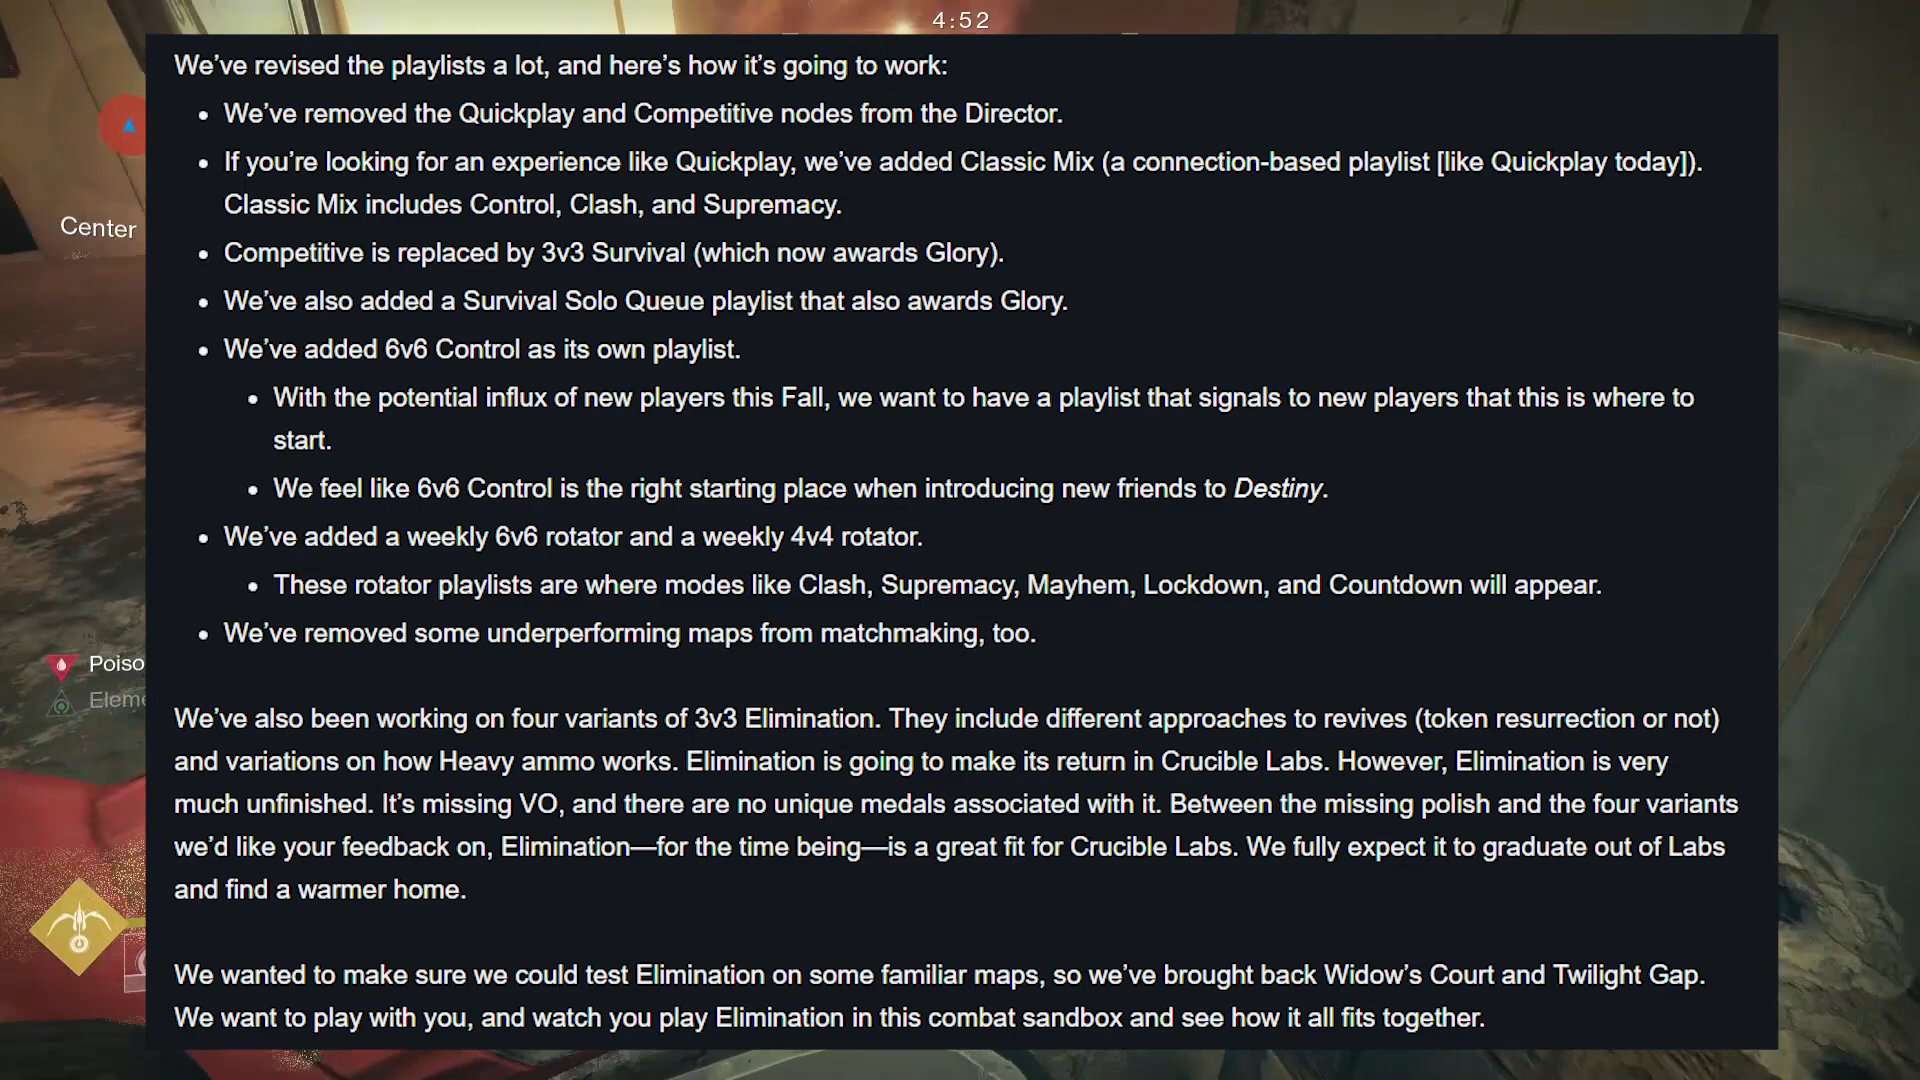 4:52
We’ve revised the playlists a lot, and here’s how it’s going to work:
• We’ve removed the Quickplay and Competitive nodes from the Director.
• If you’re looking for an experience like Quickplay, we’ve added Classic Mix (a connection-based playlist [like Quickplay today]).
Classic Mix includes Control, Clash, and Supremacy.
Center
• Competitive is replaced by 3v3 Survival (which now awards Glory).
• We’ve also added a Survival Solo Queue playlist that also awards Glory.
• We’ve added 6v6 Control as its own playlist.
• With the potential influx of new players this Fall, we want to have a playlist that signals to new players that this is where to
start.
• We feel like 6v6 Control is the right starting place when introducing new friends to Destiny.
• We’ve added a weekly 6v6 rotator and a weekly 4v4 rotator.
• These rotator playlists are where modes like Clash, Supremacy, Mayhem, Lockdown, and Countdown will appear.
• We’ve removed some underperforming maps from matchmaking, too.
Poiso
Eleme
We’ve also been working on four variants of 3v3 Elimination. They include different approaches to revives (token resurrection or not)
and variations on how Heavy ammo works. Elimination is going to make its return in Crucible Labs. However, Elimination is very
much unfinished. It’s missing VO, and there are no unique medals associated with it. Between the missing polish and the four variants
we’d like your feedback on, Elimination—for the time being—is a great fit for Crucible Labs. We fully expect it to graduate out of Labs
and find a warmer home.
We wanted to make sure we could test Elimination on some familiar maps, so we’ve brought back Widow’s Court and Twilight Gap.
We want to play with you, and watch you play Elimination in this combat sandbox and see how it all fits together.